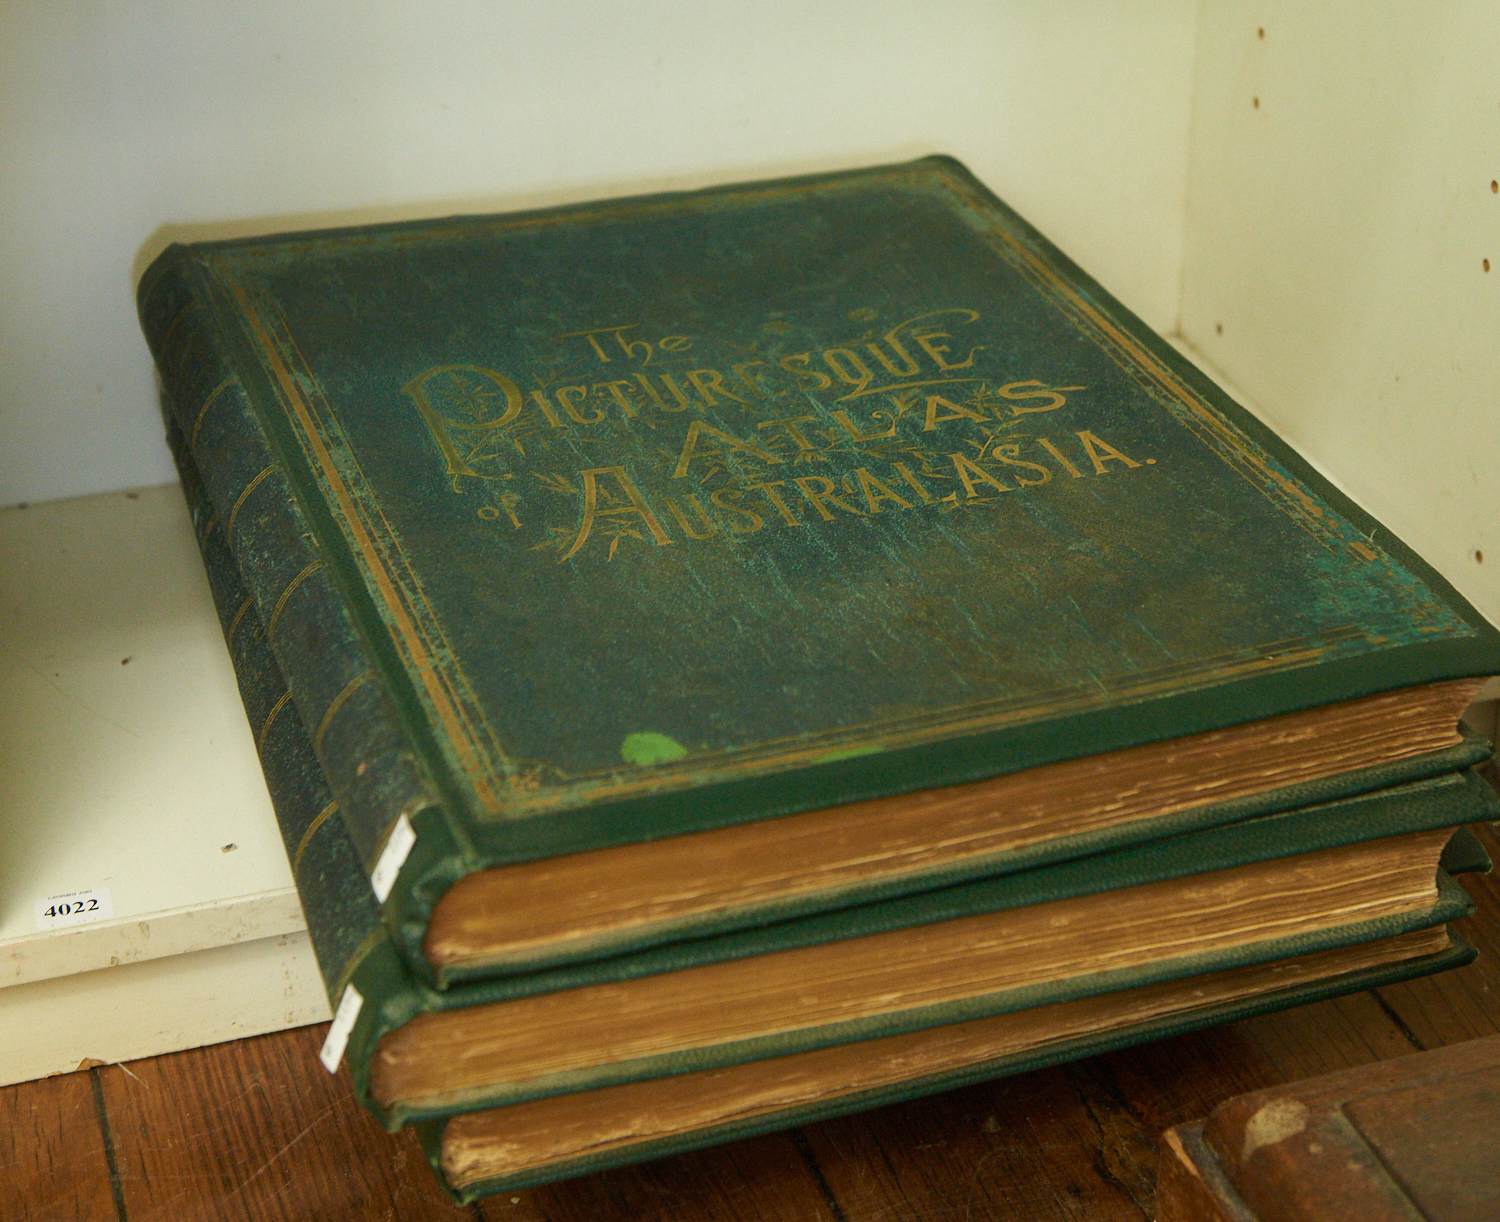 The
PICTURESQUE
ATLAS
of AUSTRALASIA.
4022